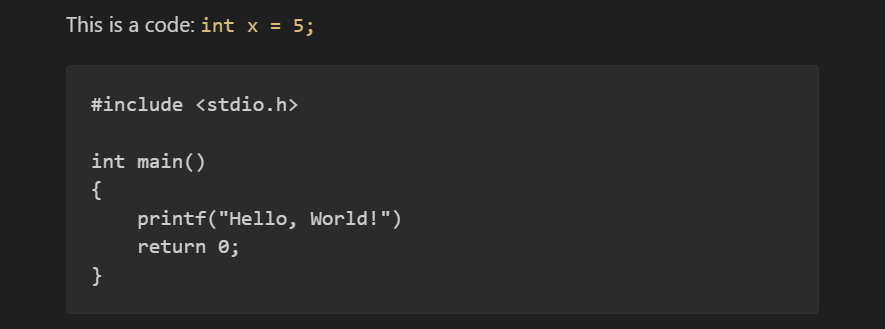 This is a code: int x = 5;
#include <stdio.h>
int main()
{
    printf("Hello, World!")
    return 0;
}